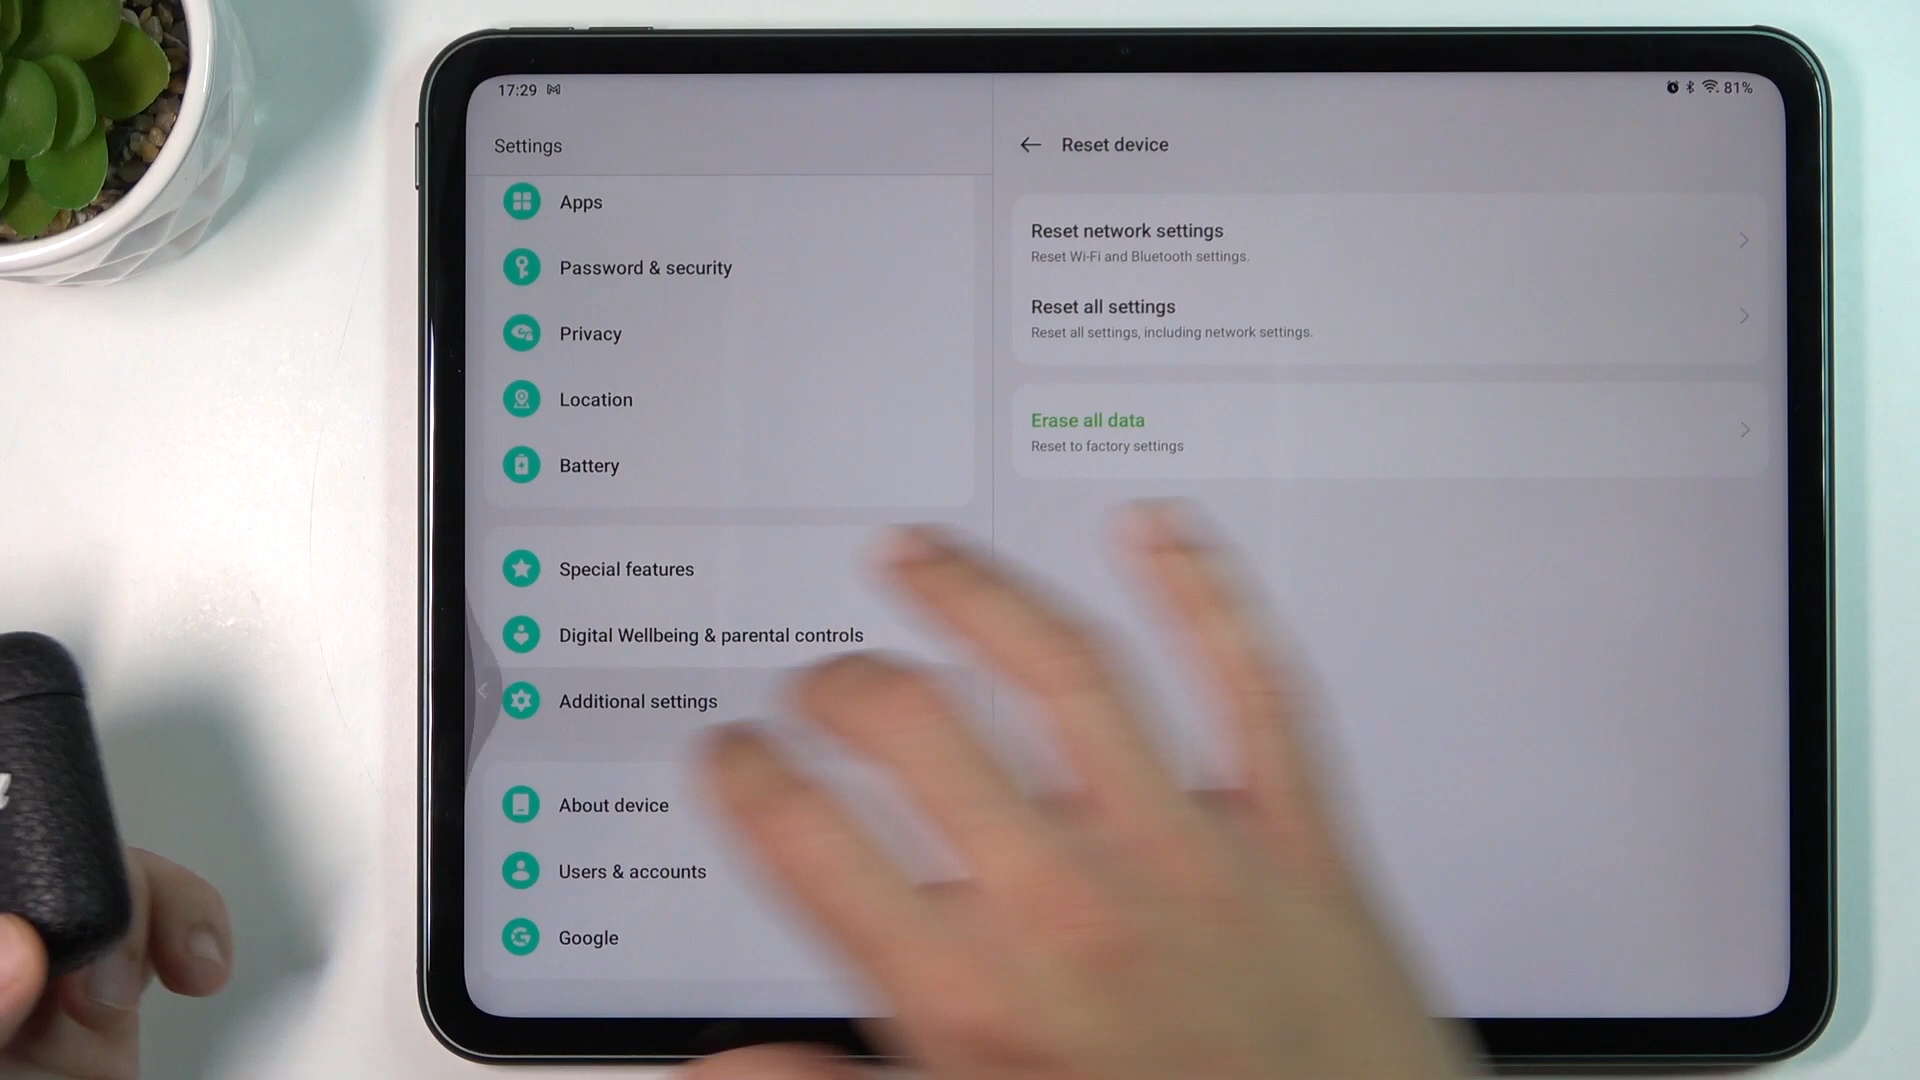 17:29
81%
Settings
Apps
Password & security
Privacy
Location
Battery
Special features
Digital Wellbeing & parental controls
Additional settings
About device
Users & accounts
Google
Reset device
Reset network settings
Reset Wi-Fi and Bluetooth settings.
Reset all settings
Reset all settings, including network settings.
Erase all data
Reset to factory settings